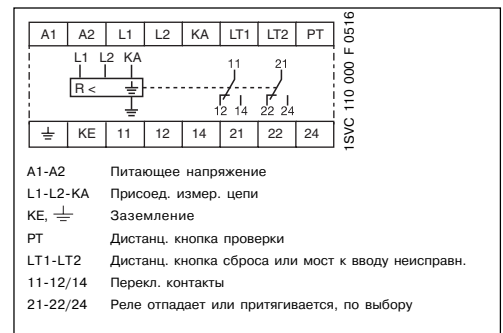 A1 A2 L1 L2 KA LT1 LT2 PT
L1 L2 KA
11 21
R <
12 14 22 24
KE 11 12 14 21 22 24
1SVC 110 000 F 0516
A1-A2 Питающее напряжение
L1-L2-KA Присоед. измер. цепи
KE, Заземление
PT Дистанц. кнопка проверки
LT1-LT2 Дистанц. кнопка сброса или мост к вводу неисправн.
11-12/14 Перекл. контакты
21-22/24 Реле отпадает или притягивается, по выбору